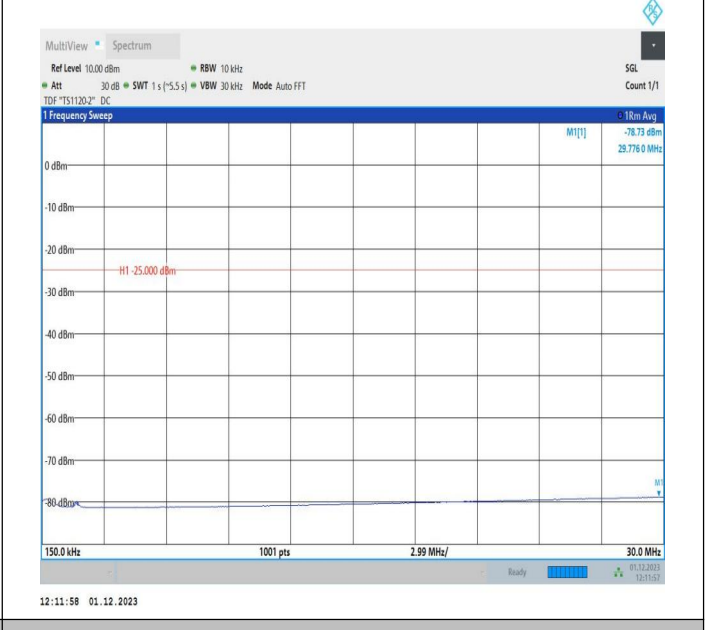 R S
MultiView Spectrum
Ref Level 10.00 dBm RBW 10 kHz SGL
Att 30 dB SWT 1 s (~5.5 s) VBW 30 kHz Mode Auto FFT Count 1/1
TDF "TS1120-2" DC
1 Frequency Sweep 1Rm Avg
M1[1] -78.73 dBm
29.776 0 MHz
0 dBm
-10 dBm
-20 dBm
H1 -25.000 dBm
-30 dBm
-40 dBm
-50 dBm
-60 dBm
-70 dBm
M1
-80 dBm
150.0 kHz 1001 pts 2.99 MHz/ 30.0 MHz
Ready 01.12.2023
12:11:57
12:11:58 01.12.2023